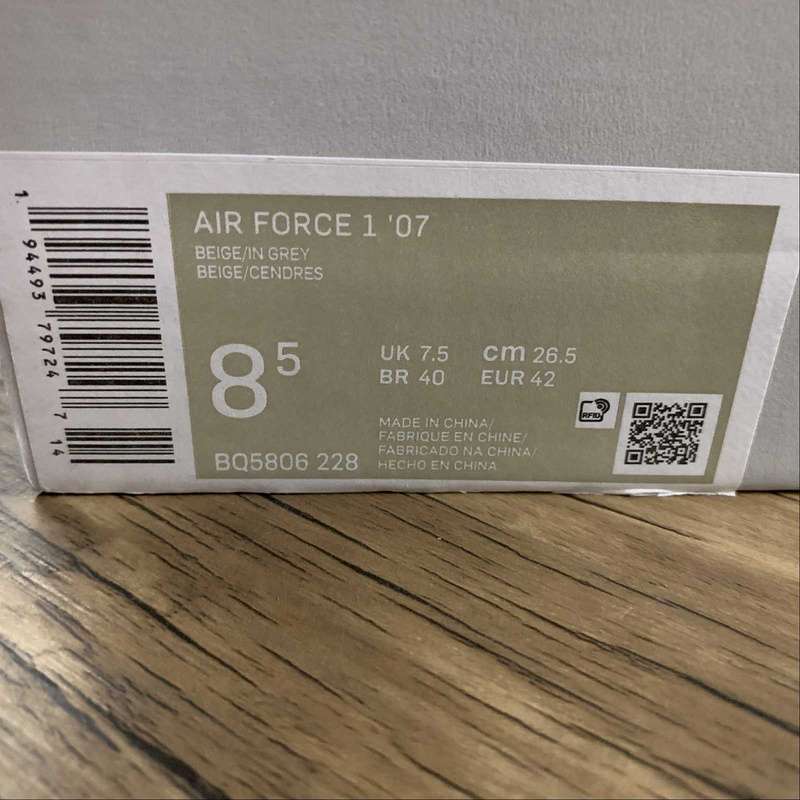 AIR FORCE 1 '07
BEIGE/IN GREY
BEIGE/CENDRES
8 5
UK 7.5 cm 26.5
BR 40 EUR 42
RFID
MADE IN CHINA/
FABRIQUE EN CHINE/
FABRICADO NA CHINA/
HECHO EN CHINA
BQ5806 228
1 94493 79724 7 14